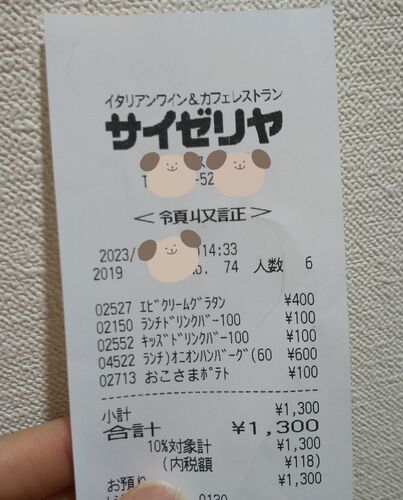 イタリアンワイン&カフェレストラン
サイゼリヤ
ス
T -52
<領収証>
2023/ 14:33
2019 No. 74 人数 6
02527 エビクリームグラタン ¥400
02150 ランチドリンクバー100 ¥100
02552 キッズドリンクバー100 ¥100
04522 ランチ)オニオンハンバーグ(60 ¥600
02713 おこさまポテト ¥100
小計 ¥1,300
合計 ¥1,300
10%対象計 ¥1,300
(内税額 ¥118)
お預り
0130